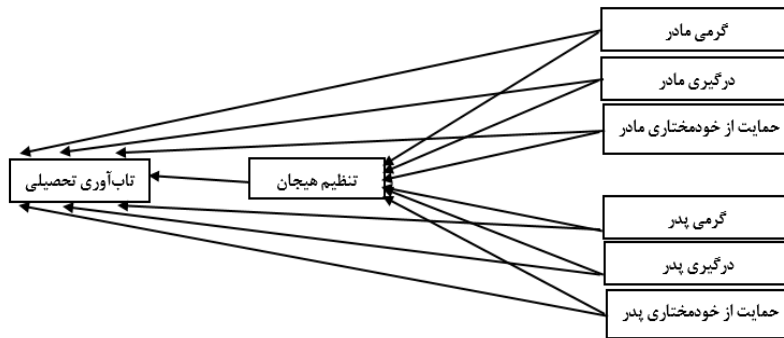 گرمی مادر
درگیری مادر
حمایت از خودمختاری مادر
تنظیم هیجان
تاب‌آوری تحصیلی
گرمی پدر
درگیری پدر
حمایت از خودمختاری پدر